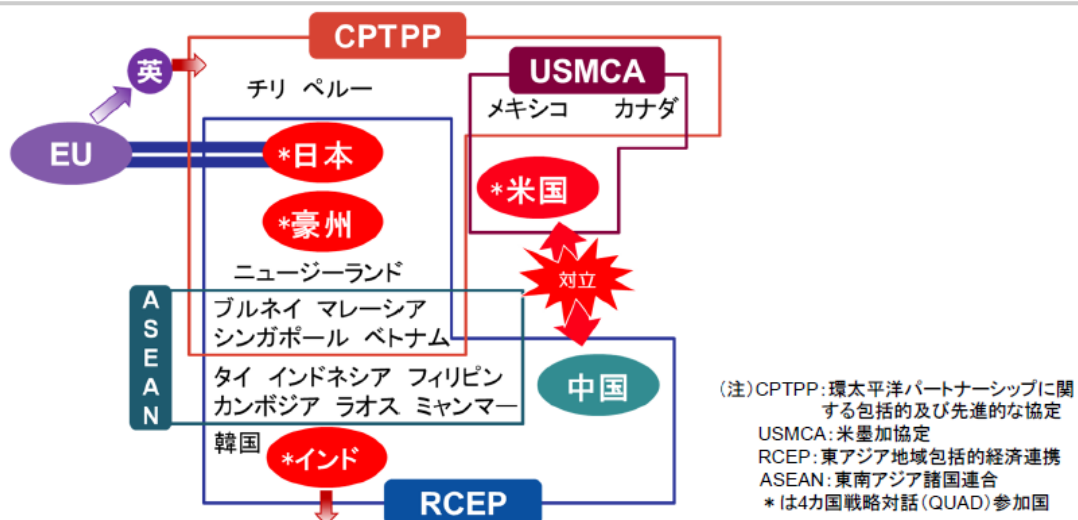 CPTPP
英
USMCA
チリ ペルー
メキシコ カナダ
EU
*日本
*米国
*豪州
ニュージーランド
対立
ASEAN
ブルネイ マレーシア
シンガポール ベトナム
タイ インドネシア フィリピン
カンボジア ラオス ミャンマー
中国
韓国
*インド
RCEP
(注)CPTPP:環太平洋パートナーシップに関
する包括的及び先進的な協定
USMCA:米墨加協定
RCEP:東アジア地域包括的経済連携
ASEAN:東南アジア諸国連合
*は4カ国戦略対話(QUAD)参加国